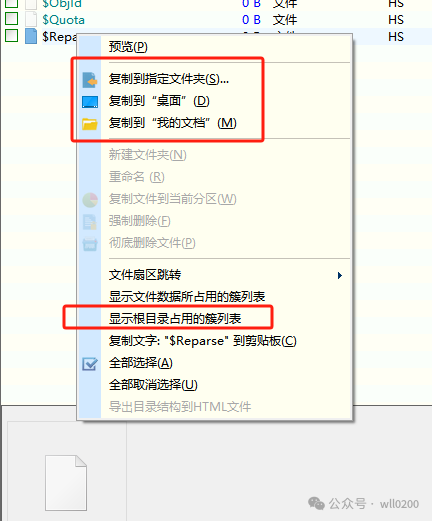 $ObjId 0 B 文件 HS
$Quota 0 B 文件 HS
$Repa 文件 HS
预览(P)
复制到指定文件夹(S)...
复制到“桌面”(D)
复制到“我的文档”(M)
新建文件夹(N)
重命名 (R)
复制文件到当前分区(W)
强制删除(F)
彻底删除文件(P)
文件扇区跳转
显示文件数据所占用的簇列表
显示根目录占用的簇列表
复制文字: "$Reparse" 到剪贴板(C)
全部选择(A)
全部取消选择(U)
导出目录结构到HTML文件
公众号 · wll0200